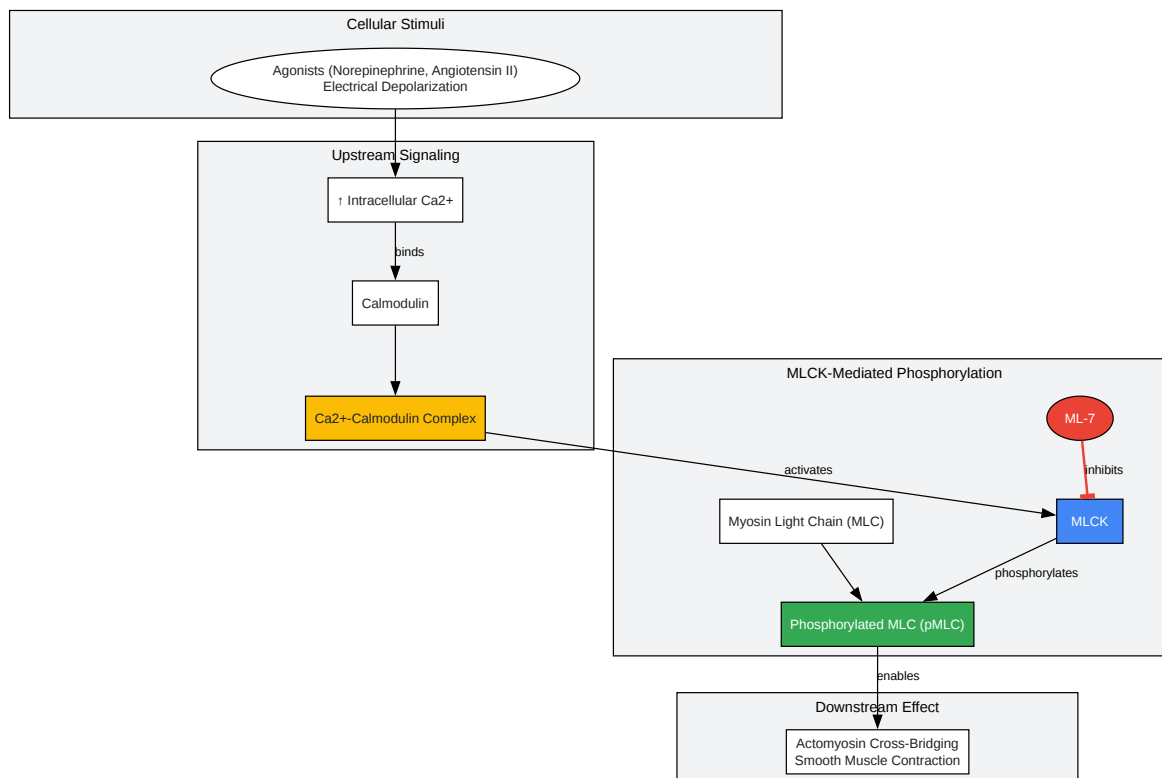 Cellular Stimuli
Agonists (Norepinephrine, Angiotensin II)
Electrical Depolarization
Upstream Signaling
↑ Intracellular Ca2+
binds
Calmodulin
Ca2+-Calmodulin Complex
MLCK-Mediated Phosphorylation
ML-7
activates
inhibits
Myosin Light Chain (MLC)
MLCK
phosphorylates
Phosphorylated MLC (pMLC)
enables
Downstream Effect
Actomyosin Cross-Bridging
Smooth Muscle Contraction